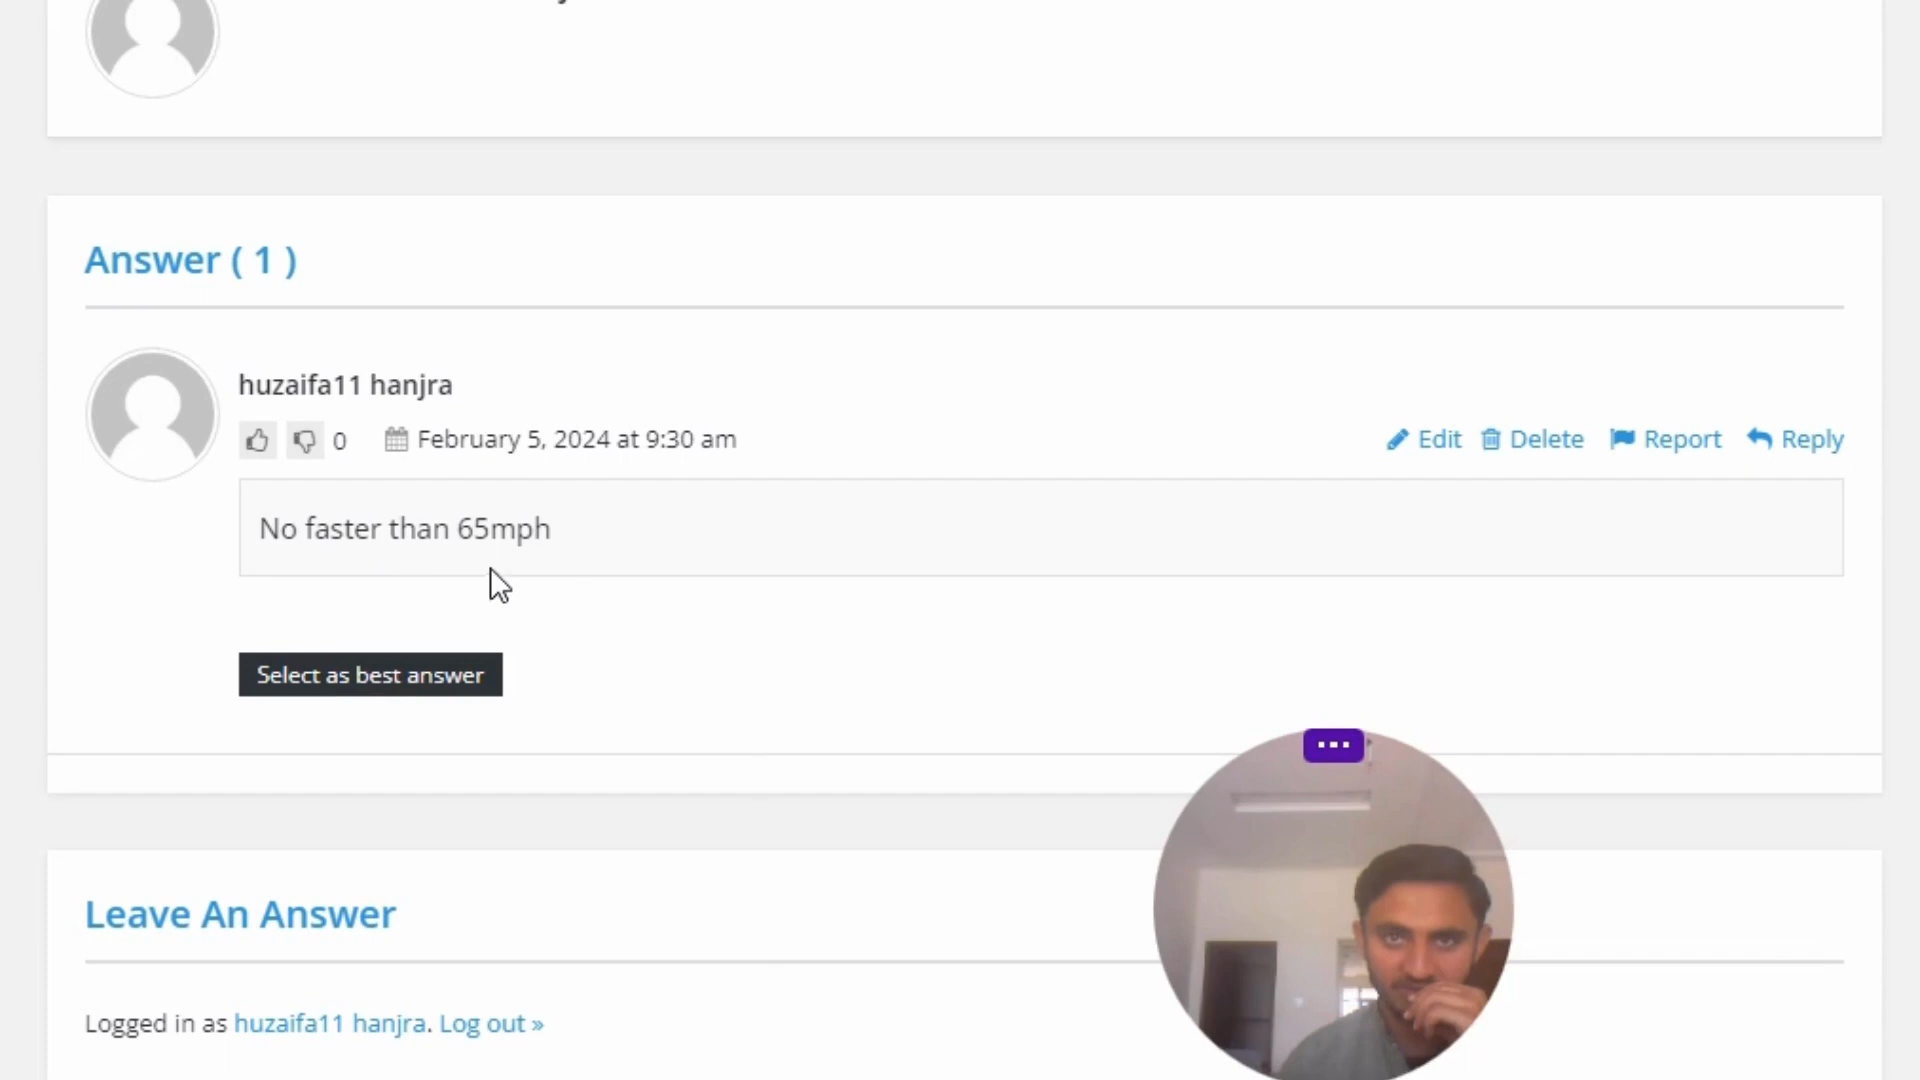 Answer ( 1 )
huzaifa11 hanjra
0 February 5, 2024 at 9:30 am Edit Delete Report Reply
No faster than 65mph
Select as best answer
Leave An Answer
Logged in as huzaifa11 hanjra. Log out »